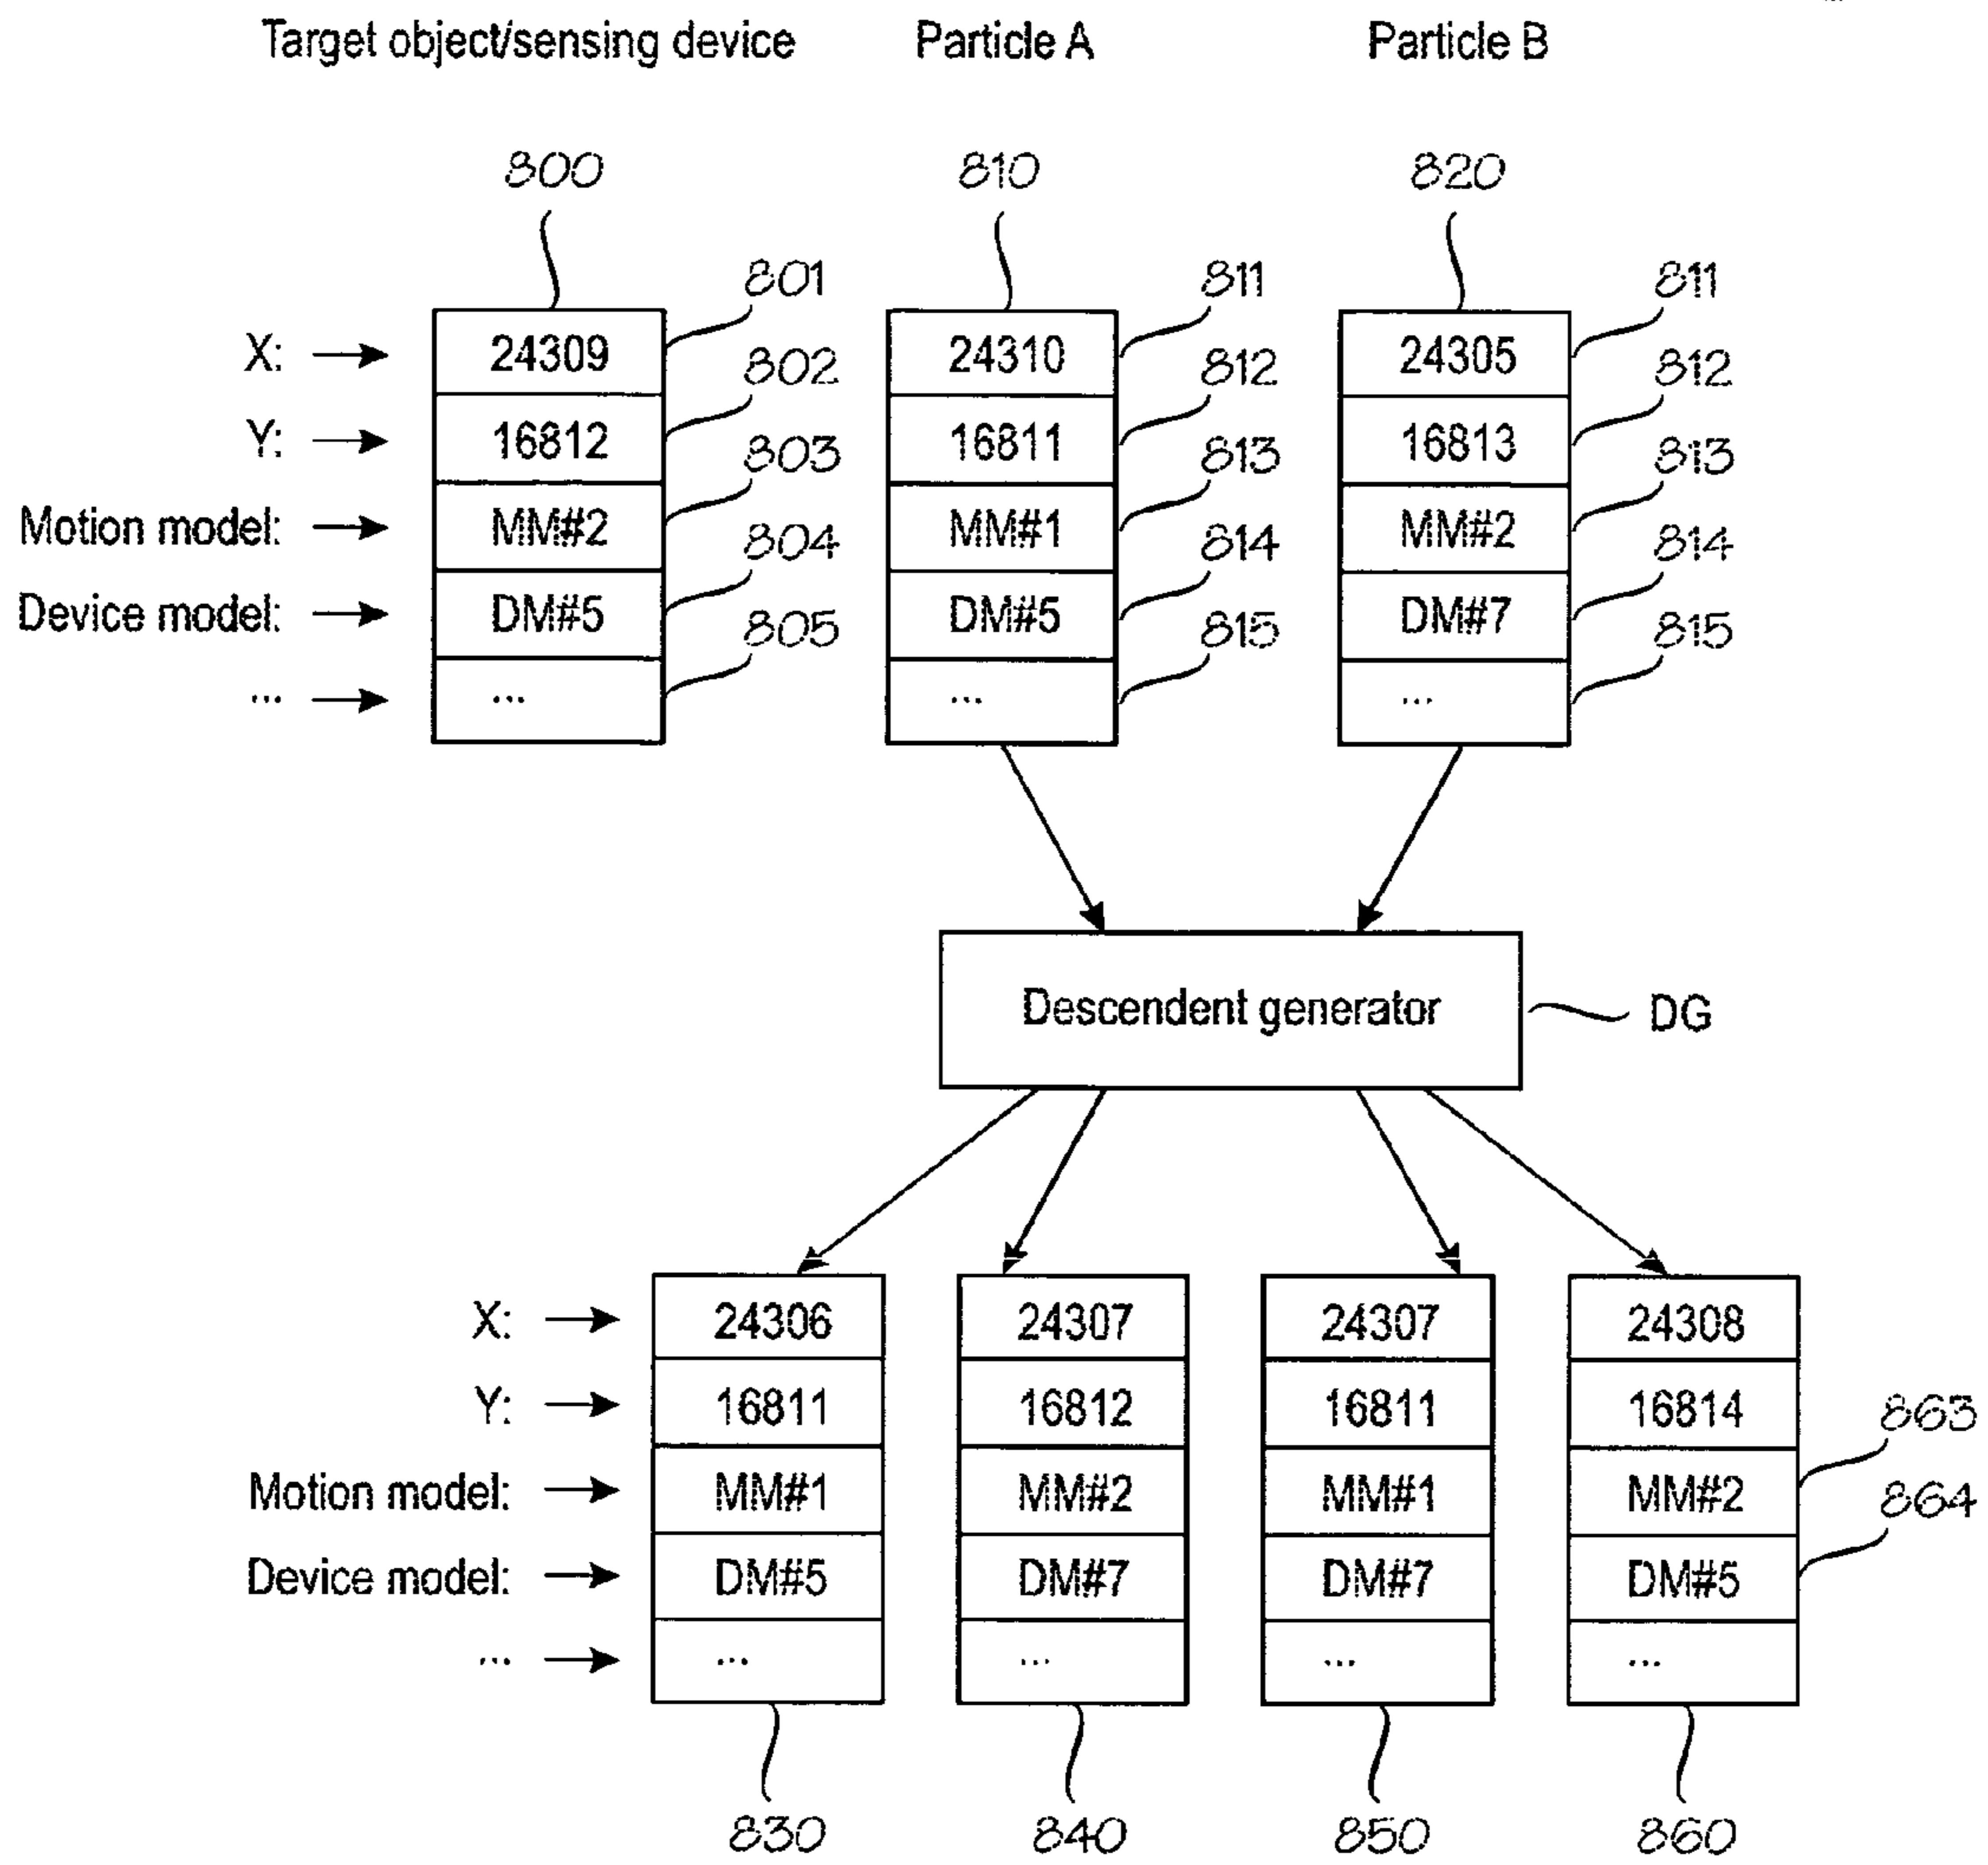 Target object/sensing device Particle A Particle B
800 810 820
801 811 811
X: 24309 24310 24305
802 812 812
Y: 16812 16811 16813
803 813 813
Motion model: MM#2 MM#1 MM#2
804 814 814
Device model: DM#5 DM#5 DM#7
805 815 815
... ... ... ...
Descendent generator DG
X: 24306 24307 24307 24308
Y: 16811 16812 16811 16814
863
Motion model: MM#1 MM#2 MM#1 MM#2
864
Device model: DM#5 DM#7 DM#7 DM#5
... ... ... ... ...
830 840 850 860